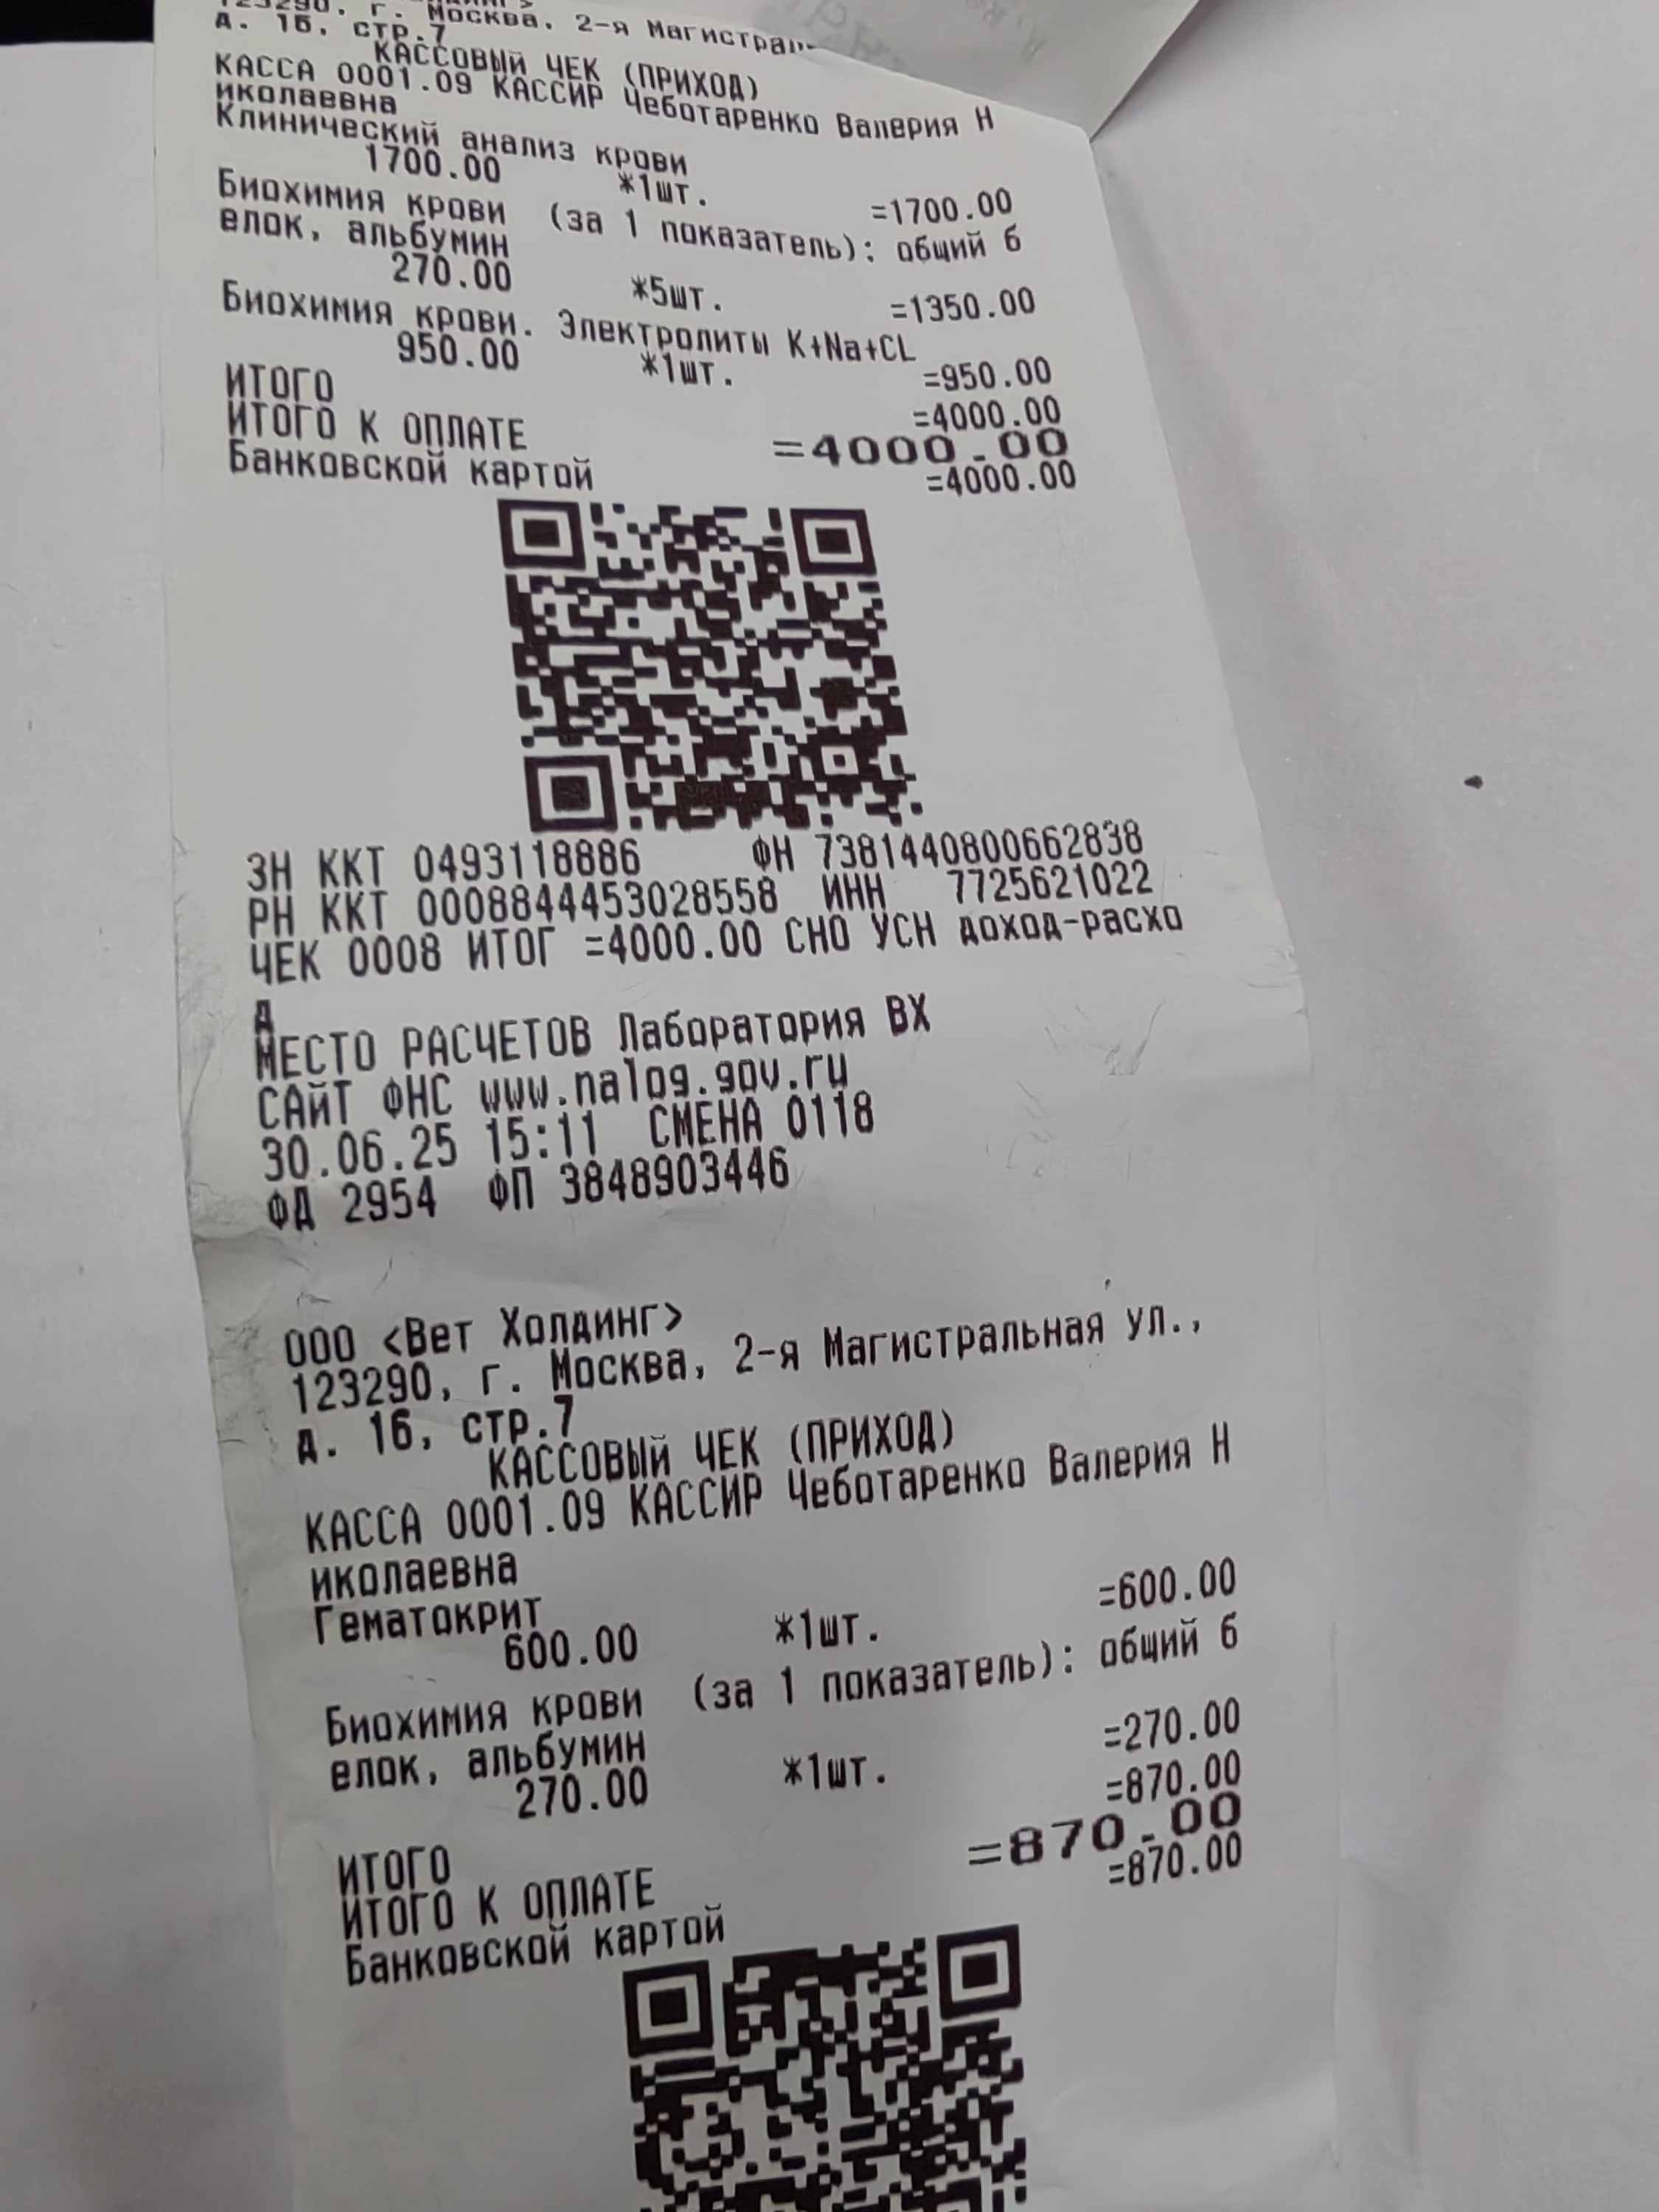 123290, г. Москва, 2-я
д. 16, стр.7
КАССОВЫЙ ЧЕК (ПРИХОД)
КАССА 0001.09 КАССИР Чеботаренко Валерия Н
иколаевна
Клинический анализ крови
1700.00 *1шт. =1700.00
Биохимия крови (за 1 показатель): общий б
елок, альбумин
270.00 *5шт. =1350.00
Биохимия крови. Электролиты K+Na+CL
950.00 *1шт. =950.00
ИТОГО =4000.00
ИТОГО К ОПЛАТЕ =4000.00
Банковской картой =4000.00
ЗН ККТ 0493118886 ФН 7381440800662838
РН ККТ 0008844453028558 ИНН 7725621022
ЧЕК 0008 ИТОГ =4000.00 СНО УСН доход-расхо
д
МЕСТО РАСЧЕТОВ Лаборатория ВХ
САЙТ ФНС www.nalog.gov.ru
30.06.25 15:11 СМЕНА 0118
ФД 2954 ФП 3848903446
ООО <Вет Холдинг>
123290, г. Москва, 2-я Магистральная ул.,
д. 16, стр.7
КАССОВЫЙ ЧЕК (ПРИХОД)
КАССА 0001.09 КАССИР Чеботаренко Валерия Н
иколаевна
Гематокрит
600.00 *1шт. =600.00
Биохимия крови (за 1 показатель): общий б
елок, альбумин
270.00 *1шт. =270.00
ИТОГО =870.00
ИТОГО К ОПЛАТЕ =870.00
Банковской картой =870.00